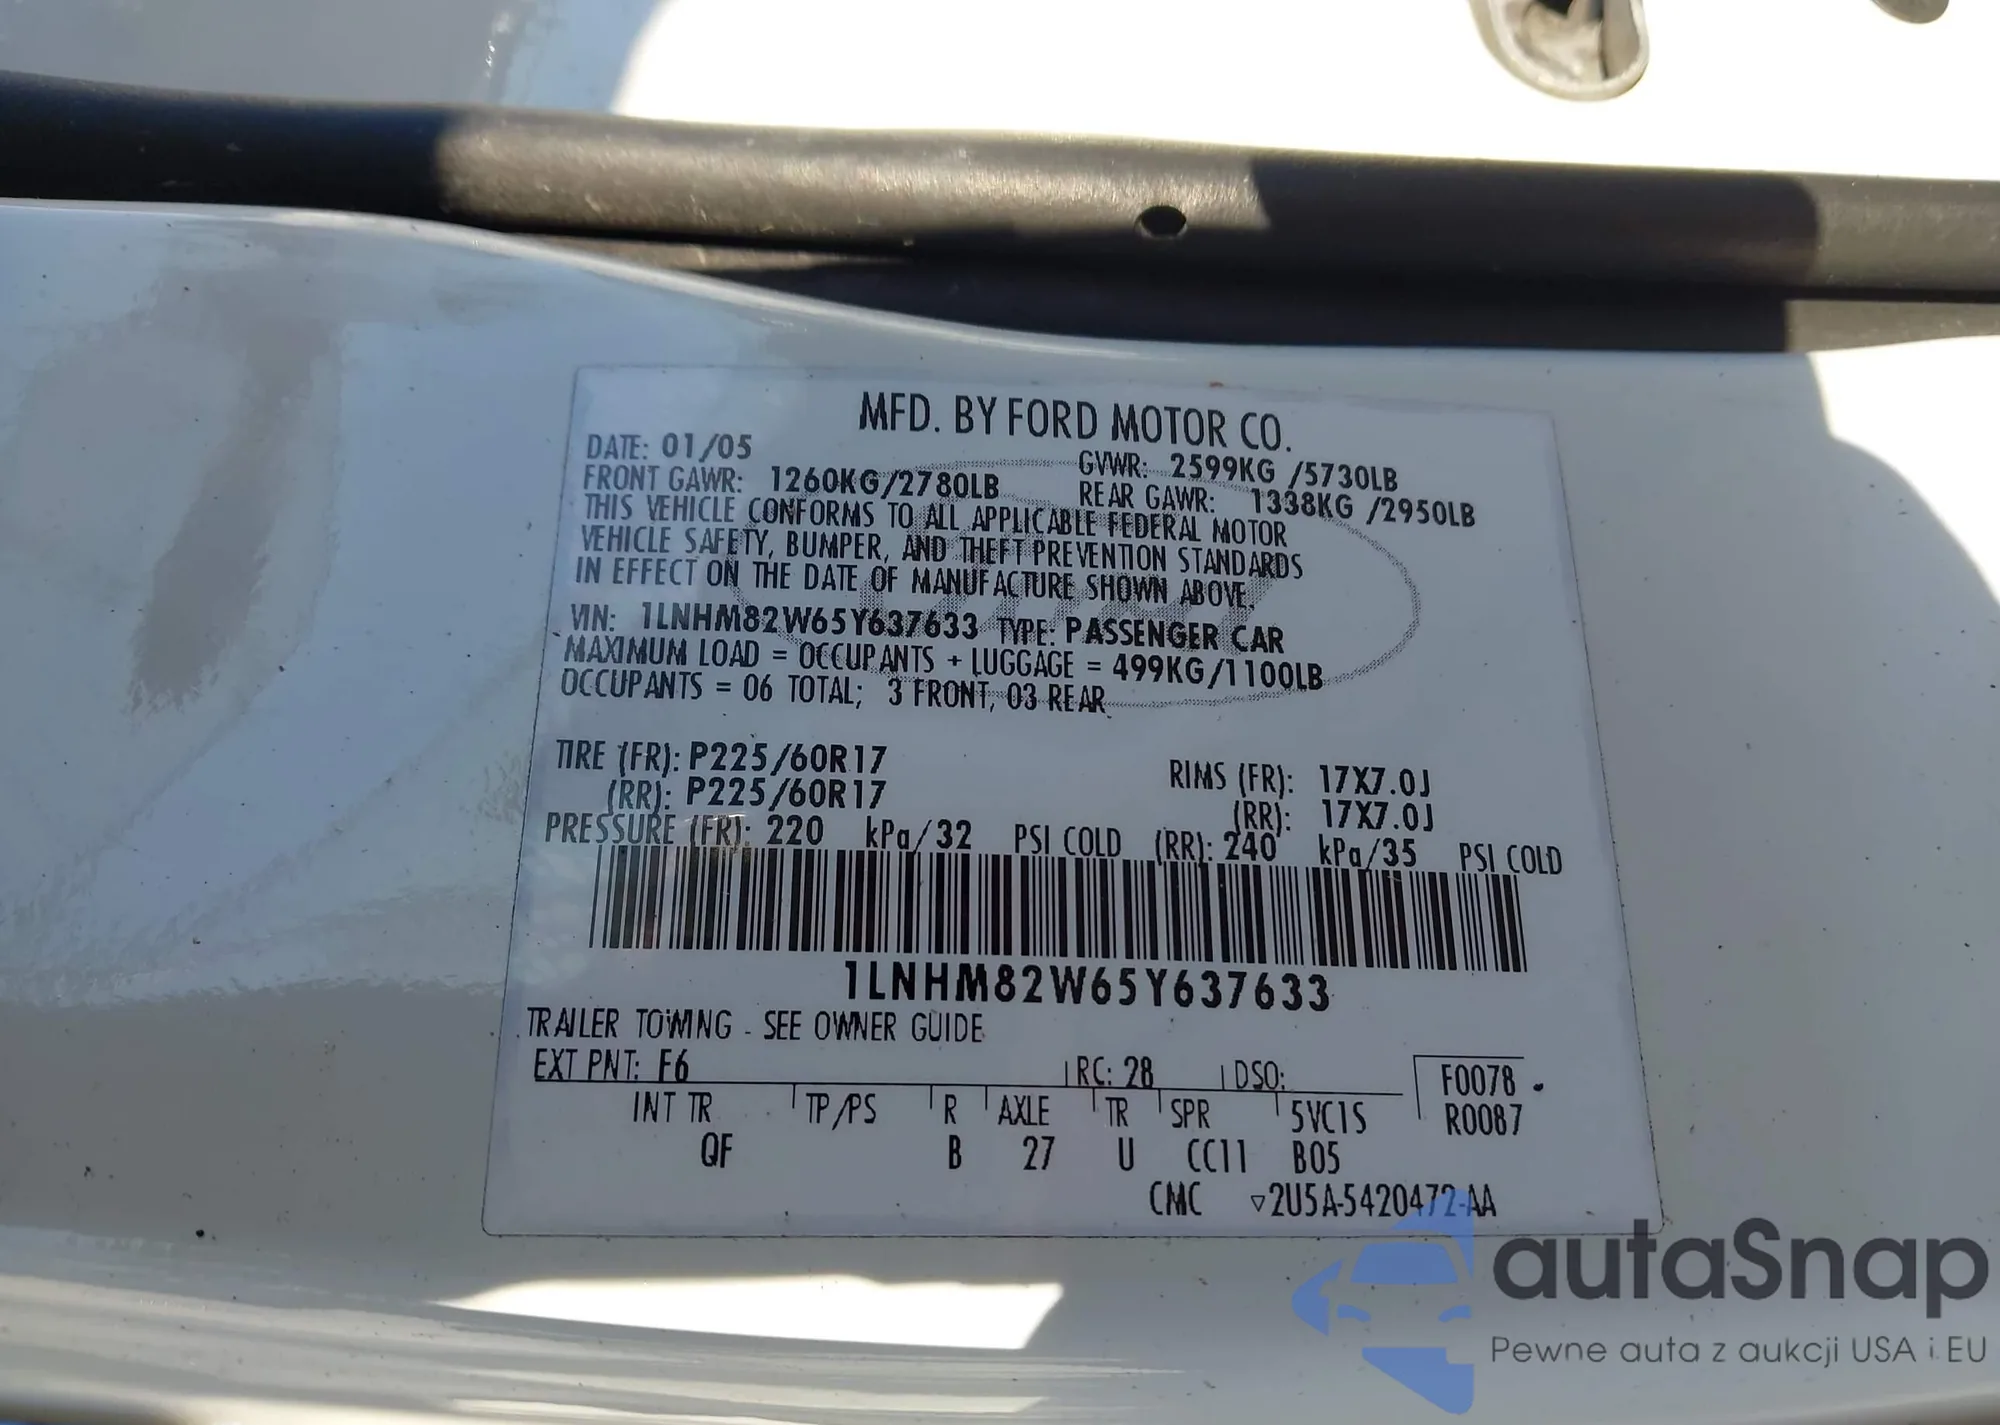 MFD. BY FORD MOTOR CO.
DATE: 01/05
GVWR: 2599KG /5730LB
FRONT GAWR: 1260KG/2780LB
REAR GAWR: 1338KG /2950LB
THIS VEHICLE CONFORMS TO ALL APPLICABLE FEDERAL MOTOR
VEHICLE SAFETY, BUMPER, AND THEFT PREVENTION STANDARDS
IN EFFECT ON THE DATE OF MANUFACTURE SHOWN ABOVE.
VIN: 1LNHM82W65Y637633 TYPE: PASSENGER CAR
MAXIMUM LOAD = OCCUPANTS + LUGGAGE = 499KG/1100LB
OCCUPANTS = 06 TOTAL; 3 FRONT, 03 REAR
TIRE (FR): P225/60R17
RIMS (FR): 17X7.0J
(RR): P225/60R17
(RR): 17X7.0J
PRESSURE (FR): 220 kPa/32 PSI COLD (RR): 240 kPa/35 PSI COLD
1LNHM82W65Y637633
TRAILER TOWING - SEE OWNER GUIDE
EXT PNT: F6 RC: 28 DSO:
F0078
INT TR TP/PS R AXLE TR SPR 5VC1S
R0087
QF B 27 U CC11 B05
CMC ▽2U5A-5420472-AA
autaSnap
Pewne auta z aukcji USA i EU